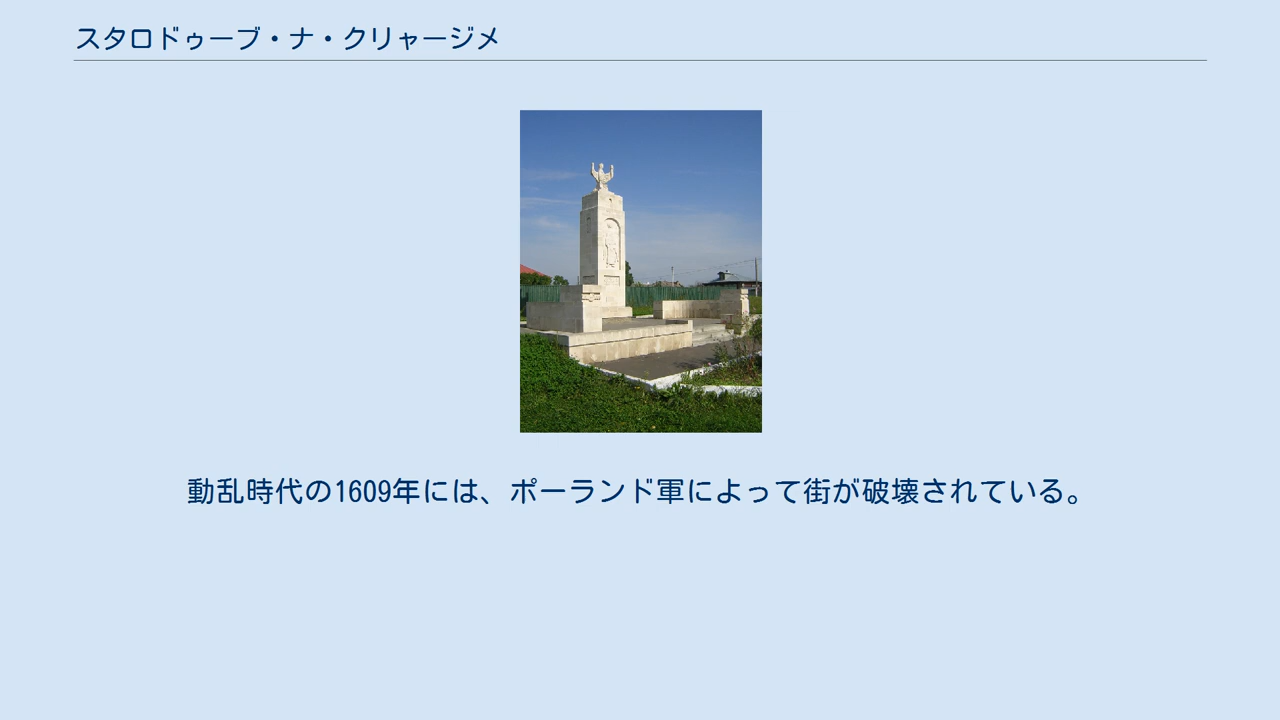 スタロドゥーブ・ナ・クリャージメ
動乱時代の1609年には、ポーランド軍によって街が破壊されている。